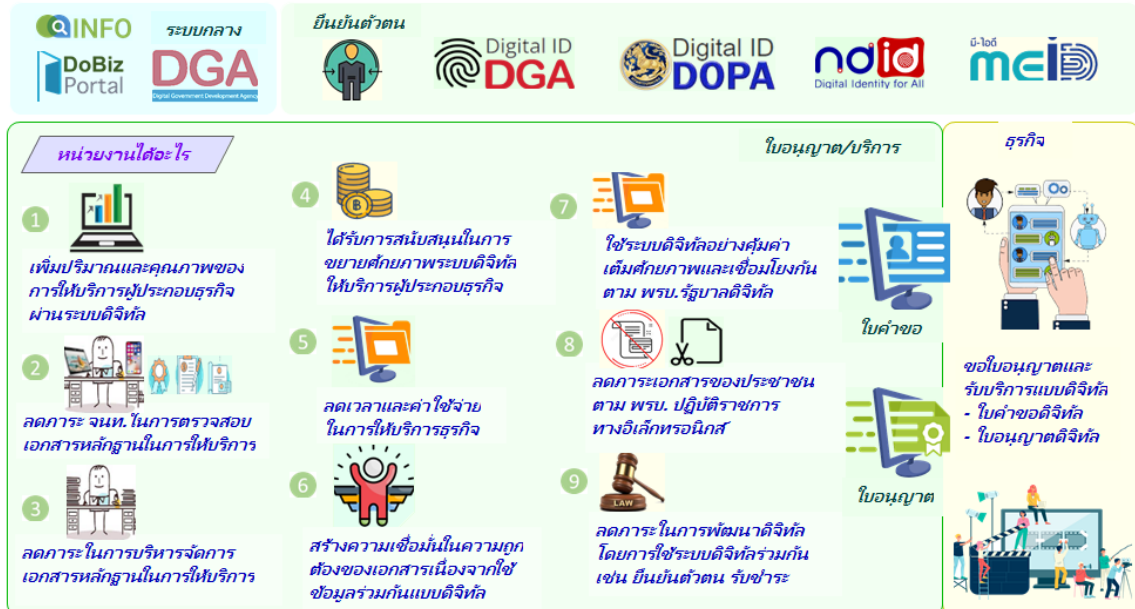 INFO
ระบบกลาง
DoBiz
Portal
DGA
Digital Government Development Agency
ยืนยันตัวตน
Digital ID
DGA
Digital ID
DOPA
ndid
Digital Identity for All
มี-ไอดี
meiD
หน่วยงานได้อะไร
1
เพิ่มปริมาณและคุณภาพของ
การให้บริการผู้ประกอบธุรกิจ
ผ่านระบบดิจิทัล
2
ลดภาระ จนท.ในการตรวจสอบ
เอกสารหลักฐานในการให้บริการ
3
ลดภาระในการบริหารจัดการ
เอกสารหลักฐานในการให้บริการ
4
ได้รับการสนับสนุนในการ
ขยายศักยภาพระบบดิจิทัล
ให้บริการผู้ประกอบธุรกิจ
5
ลดเวลาและค่าใช้จ่าย
ในการให้บริการธุรกิจ
6
สร้างความเชื่อมั่นในความถูก
ต้องของเอกสารเนื่องจากใช้
ข้อมูลร่วมกันแบบดิจิทัล
ใบอนุญาต/บริการ
7
ใช้ระบบดิจิทัลอย่างคุ้มค่า
เต็มศักยภาพและเชื่อมโยงกัน
ตาม พรบ.รัฐบาลดิจิทัล
8
ลดภาระเอกสารของประชาชน
ตาม พรบ. ปฏิบัติราชการ
ทางอิเล็กทรอนิกส์
9
LAW
ลดภาระในการพัฒนาดิจิทัล
โดยการใช้ระบบดิจิทัลร่วมกัน
เช่น ยืนยันตัวตน รับชำระ
ใบคำขอ
ใบอนุญาต
ธุรกิจ
ขอใบอนุญาตและ
รับบริการแบบดิจิทัล
- ใบคำขอดิจิทัล
- ใบอนุญาตดิจิทัล